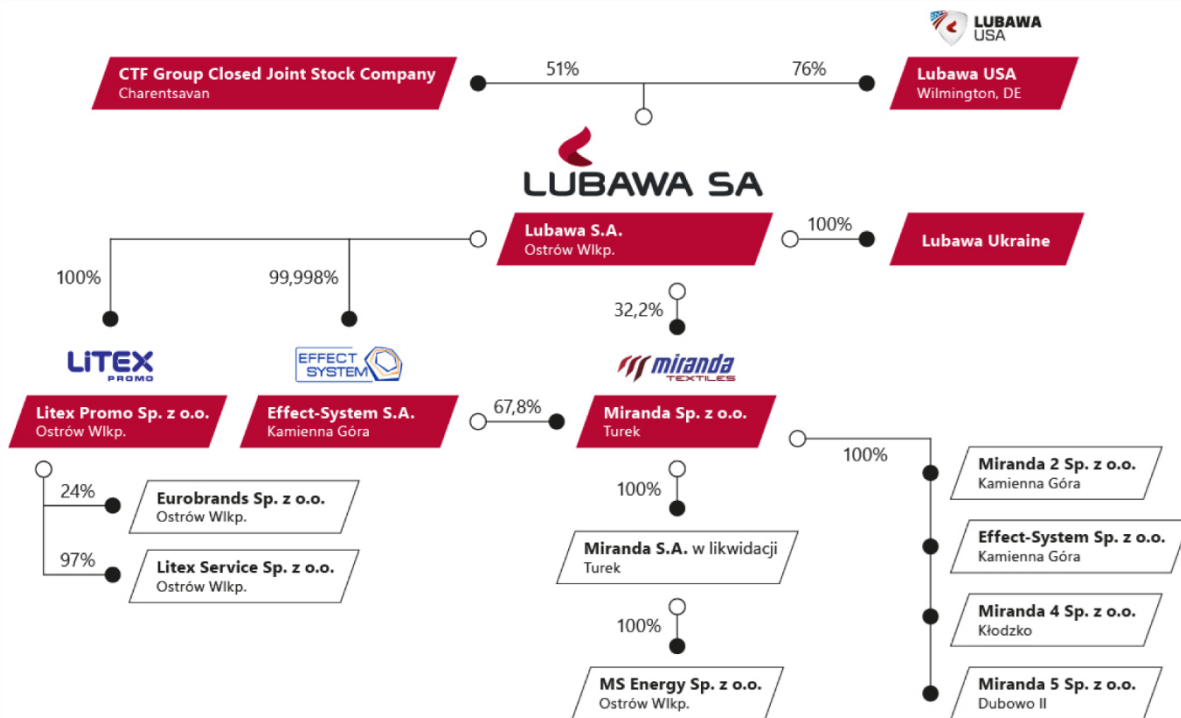 LUBAWA
USA
CTF Group Closed Joint Stock Company
Charentsavan
51%
76%
Lubawa USA
Wilmington, DE
LUBAWA SA
Lubawa S.A.
Ostrów Wlkp.
100%
Lubawa Ukraine
100%
99,998%
32,2%
LiTEX
PROMO
EFFECT
SYSTEM
miranda
TEXTILES
Litex Promo Sp. z o.o.
Ostrów Wlkp.
Effect-System S.A.
Kamienna Góra
67,8%
Miranda Sp. z o.o.
Turek
100%
24%
Eurobrands Sp. z o.o.
Ostrów Wlkp.
97%
Litex Service Sp. z o.o.
Ostrów Wlkp.
100%
Miranda S.A. w likwidacji
Turek
100%
MS Energy Sp. z o.o.
Ostrów Wlkp.
Miranda 2 Sp. z o.o.
Kamienna Góra
Effect-System Sp. z o.o.
Kamienna Góra
Miranda 4 Sp. z o.o.
Kłodzko
Miranda 5 Sp. z o.o.
Dubowo II